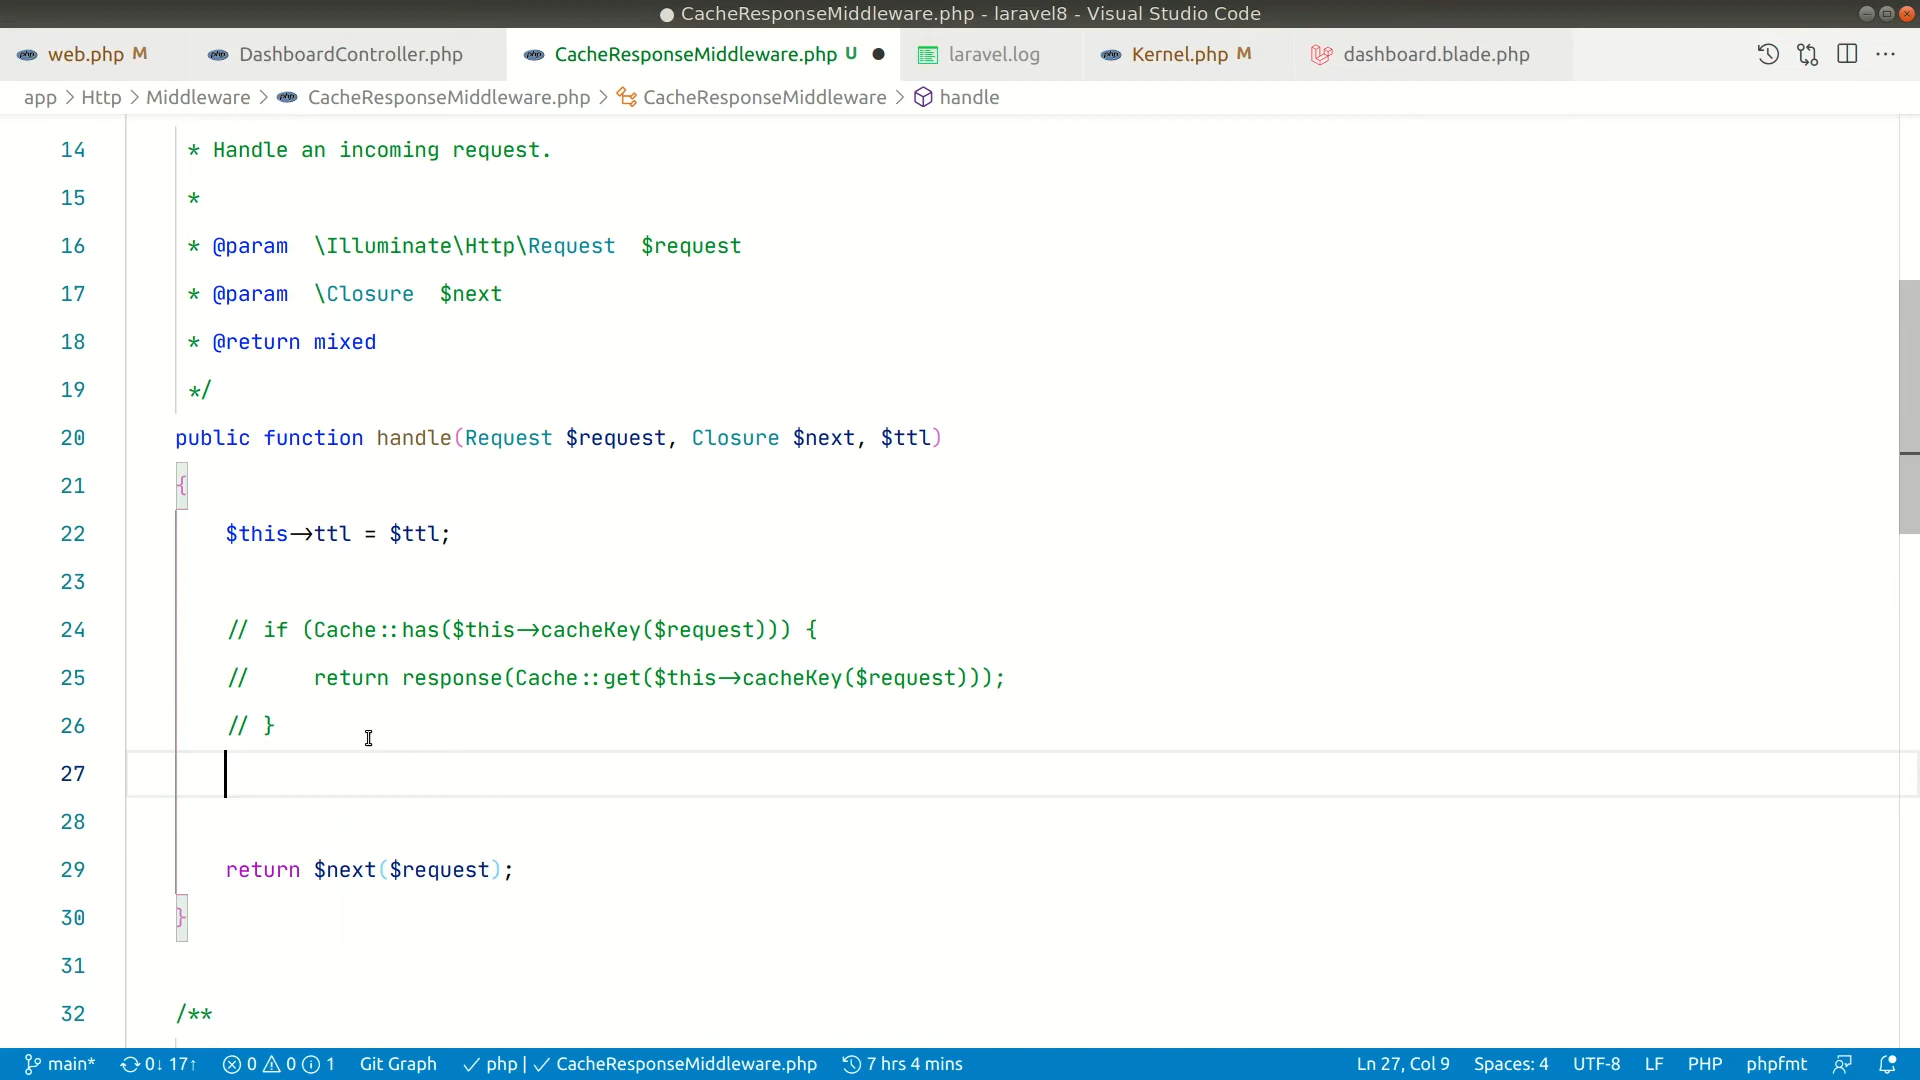 ● CacheResponseMiddleware.php - laravel8 - Visual Studio Code
web.php M DashboardController.php CacheResponseMiddleware.php U ● laravel.log Kernel.php M dashboard.blade.php ···
app > Http > Middleware > CacheResponseMiddleware.php > CacheResponseMiddleware > handle
14 * Handle an incoming request.
15 *
16 * @param  \Illuminate\Http\Request  $request
17 * @param  \Closure  $next
18 * @return mixed
19 */
20 public function handle(Request $request, Closure $next, $ttl)
21 {
22 $this->ttl = $ttl;
23
24 // if (Cache::has($this->cacheKey($request))) {
25 //     return response(Cache::get($this->cacheKey($request)));
26 // }
27
28
29 return $next($request);
30 }
31
32 /**
main* 0↓ 17↑ 0 0 1 Git Graph ✓ php | ✓ CacheResponseMiddleware.php 7 hrs 4 mins Ln 27, Col 9 Spaces: 4 UTF-8 LF PHP phpfmt